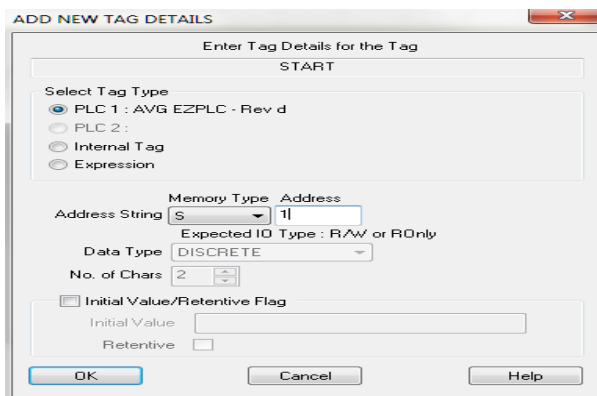 ADD NEW TAG DETAILS
Enter Tag Details for the Tag
START
Select Tag Type
PLC 1 : AVG EZPLC - Rev d
PLC 2 :
Internal Tag
Expression
Memory Type Address
Address String S 1
Expected IO Type : R/W or ROnly
Data Type DISCRETE
No. of Chars 2
Initial Value/Retentive Flag
Initial Value
Retentive
OK Cancel Help